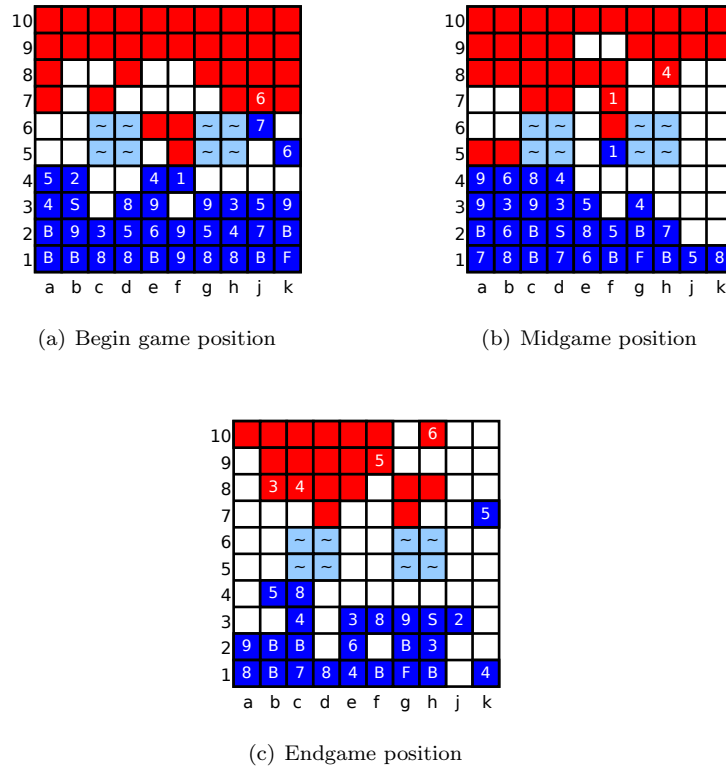 10 10
9 9
8 8 4
7 6 7 1
6 ~ ~ ~ ~ 7 6 ~ ~ ~ ~
5 ~ ~ ~ ~ 6 5 ~ ~ 1 ~ ~
4 5 2 4 1 4 9 6 8 4
3 4 S 8 9 9 3 5 9 3 9 3 9 3 5 4
2 B 9 3 5 6 9 5 4 7 B 2 B 6 B S 8 5 B 7
1 B B 8 8 B 9 8 8 B F 1 7 8 B 7 6 B F B 5 8
a b c d e f g h j k a b c d e f g h j k
(a) Begin game position (b) Midgame position
10 6
9 5
8 3 4
7 5
6 ~ ~ ~ ~
5 ~ ~ ~ ~
4 5 8
3 4 3 8 9 S 2
2 9 B B 6 B 3
1 8 B 7 8 4 B F B 4
a b c d e f g h j k
(c) Endgame position